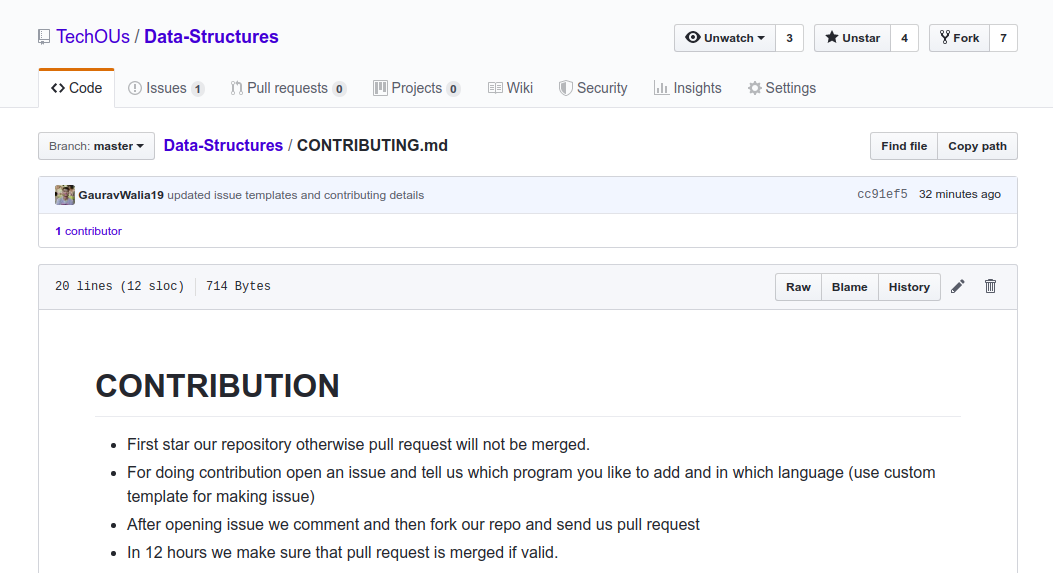 TechOUs / Data-Structures
Unwatch 3 Unstar 4 Fork 7
Code Issues 1 Pull requests 0 Projects 0 Wiki Security Insights Settings
Branch: master Data-Structures / CONTRIBUTING.md Find file Copy path
GauravWalia19 updated issue templates and contributing details cc91ef5 32 minutes ago
1 contributor
20 lines (12 sloc) 714 Bytes Raw Blame History
CONTRIBUTION
• First star our repository otherwise pull request will not be merged.
• For doing contribution open an issue and tell us which program you like to add and in which language (use custom
template for making issue)
• After opening issue we comment and then fork our repo and send us pull request
• In 12 hours we make sure that pull request is merged if valid.